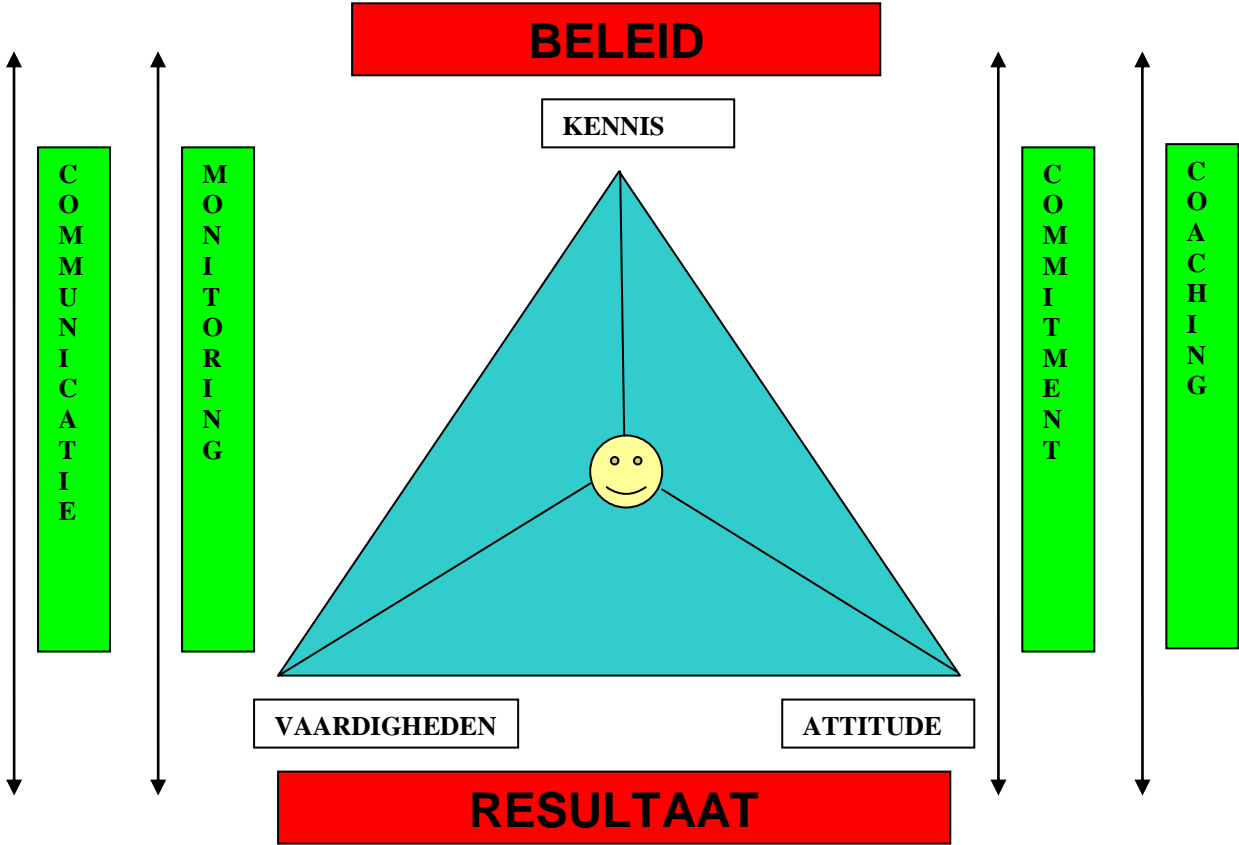 BELEID
KENNIS
COMMUNICATIE
MONITORING
COMMITMENT
COACHING
VAARDIGHEDEN
ATTITUDE
RESULTAAT